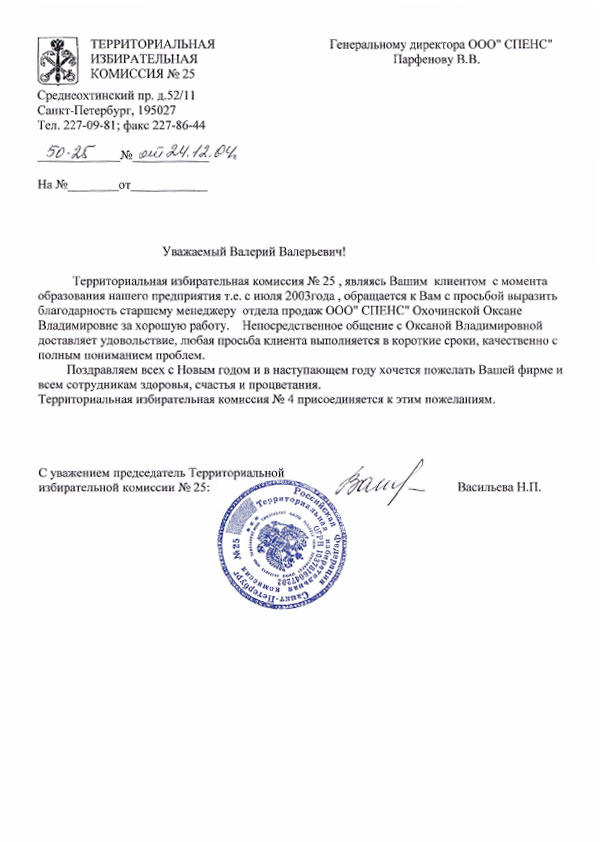 ТЕРРИТОРИАЛЬНАЯ
ИЗБИРАТЕЛЬНАЯ
КОМИССИЯ № 25
Среднеохтинский пр. д.52/11
Санкт-Петербург, 195027
Тел. 227-09-81; факс 227-86-44
50-25 № от 24.12.04г
На №________от____________
Генеральному директора ООО" СПЕНС"
Парфенову В.В.
Уважаемый Валерий Валерьевич!
Территориальная избирательная комиссия № 25 , являясь Вашим клиентом с момента
образования нашего предприятия т.е. с июля 2003года , обращается к Вам с просьбой выразить
благодарность старшему менеджеру отдела продаж ООО" СПЕНС" Охочинской Оксане
Владимировне за хорошую работу. Непосредственное общение с Оксаной Владимировной
доставляет удовольствие, любая просьба клиента выполняется в короткие сроки, качественно с
полным пониманием проблем.
Поздравляем всех с Новым годом и в наступающем году хочется пожелать Вашей фирме и
всем сотрудникам здоровья, счастья и процветания.
Территориальная избирательная комиссия № 4 присоединяется к этим пожеланиям.
С уважением председатель Территориальной
избирательной комиссии № 25:
Васильева Н.П.
Российская Федерация
Санкт-Петербург
Территориальная избирательная комиссия №25